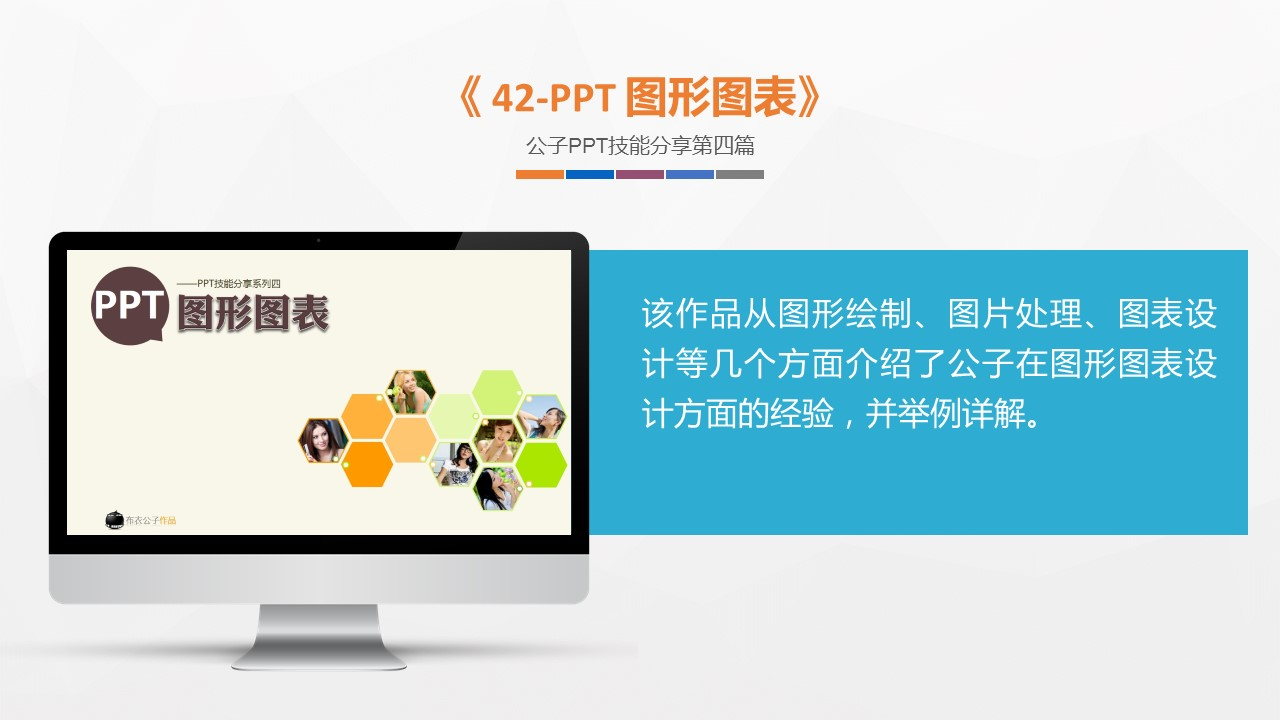 《 42-PPT 图形图表》
公子PPT技能分享第四篇
——PPT技能分享系列四
PPT
图形图表
布衣公子作品
该作品从图形绘制、图片处理、图表设
计等几个方面介绍了公子在图形图表设
计方面的经验，并举例详解。